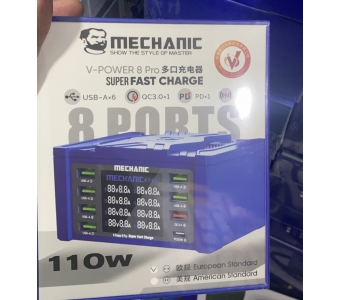 MECHANIC
SHOW THE STYLE OF MASTER
V-POWER 8 Pro 多口充电器
SUPER FAST CHARGE
USB-A×6
QC3.0×1
PD×1
8 PORTS
MECHANIC
MECHANIC
110W
欧规 European Standard
美规 American Standard